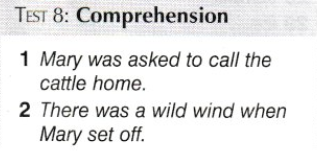 TEST 8: Comprehension
1 Mary was asked to call the
cattle home.
2 There was a wild wind when
Mary set off.